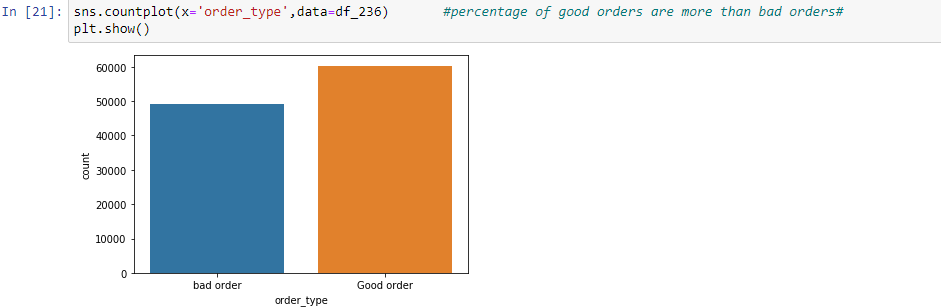 In [21]: sns.countplot(x='order_type',data=df_236) #percentage of good orders are more than bad orders#
plt.show()
60000
50000
40000
30000
20000
10000
0
count
bad order Good order
order_type